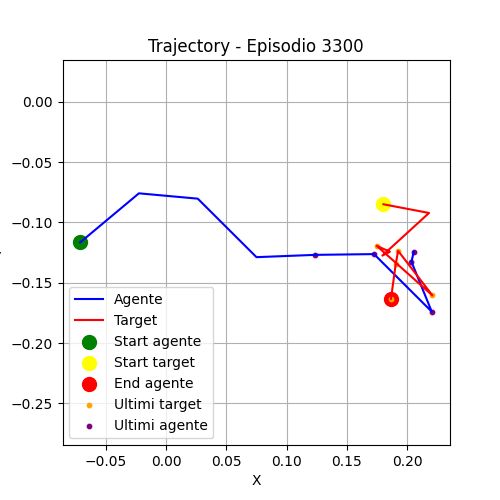 Trajectory - Episodio 3300
0.00
−0.05
−0.10
−0.15
−0.20
−0.25
Agente
Target
Start agente
Start target
End agente
Ultimi target
Ultimi agente
−0.05
0.00
0.05
0.10
0.15
0.20
X